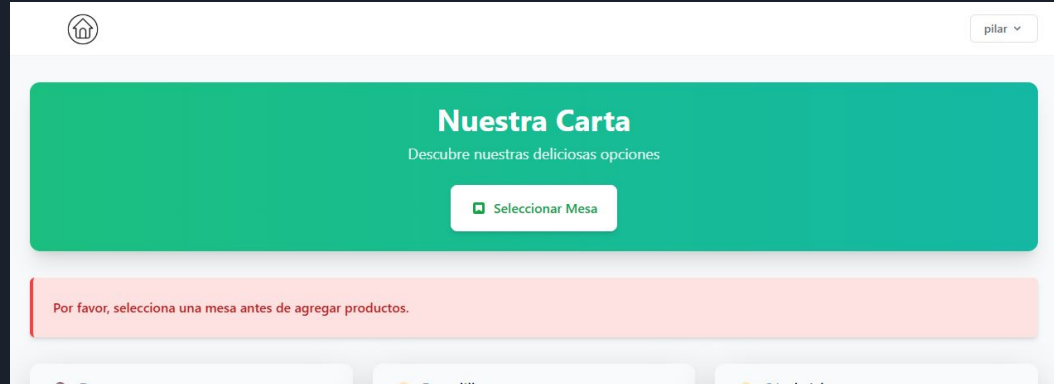 pilar
Nuestra Carta
Descubre nuestras deliciosas opciones
Seleccionar Mesa
Por favor, selecciona una mesa antes de agregar productos.